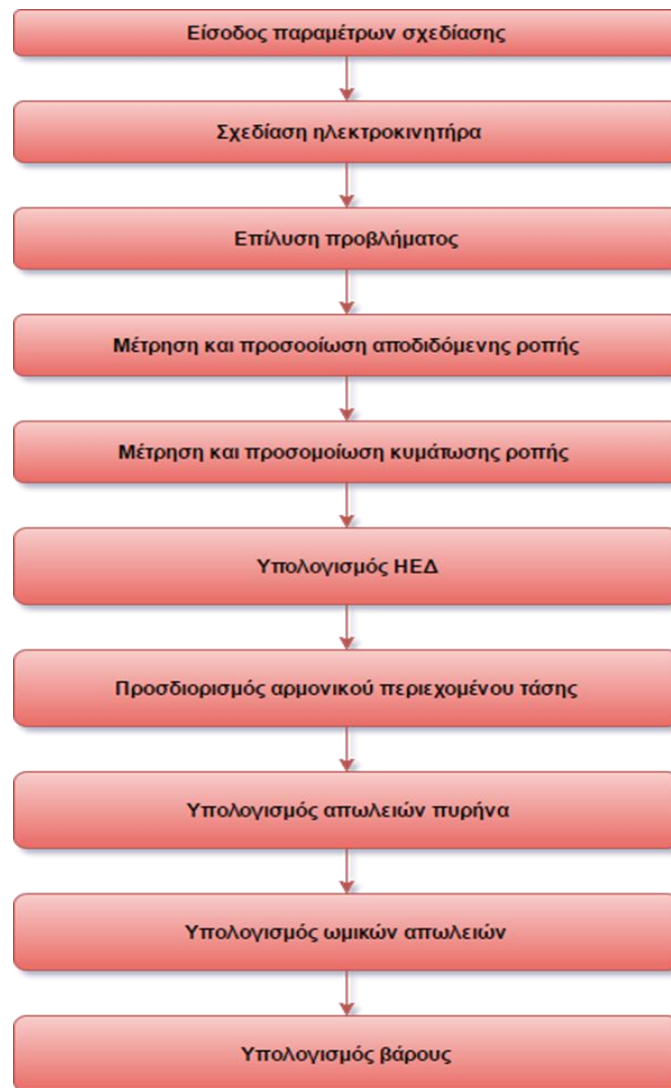 Είσοδος παραμέτρων σχεδίασης
Σχεδίαση ηλεκτροκινητήρα
Επίλυση προβλήματος
Μέτρηση και προσοοίωση αποδιδόμενης ροπής
Μέτρηση και προσομοίωση κυμάτωσης ροπής
Υπολογισμός ΗΕΔ
Προσδιορισμός αρμονικού περιεχομένου τάσης
Υπολογισμός απωλειών πυρήνα
Υπολογισμός ωμικών απωλειών
Υπολογισμός βάρους